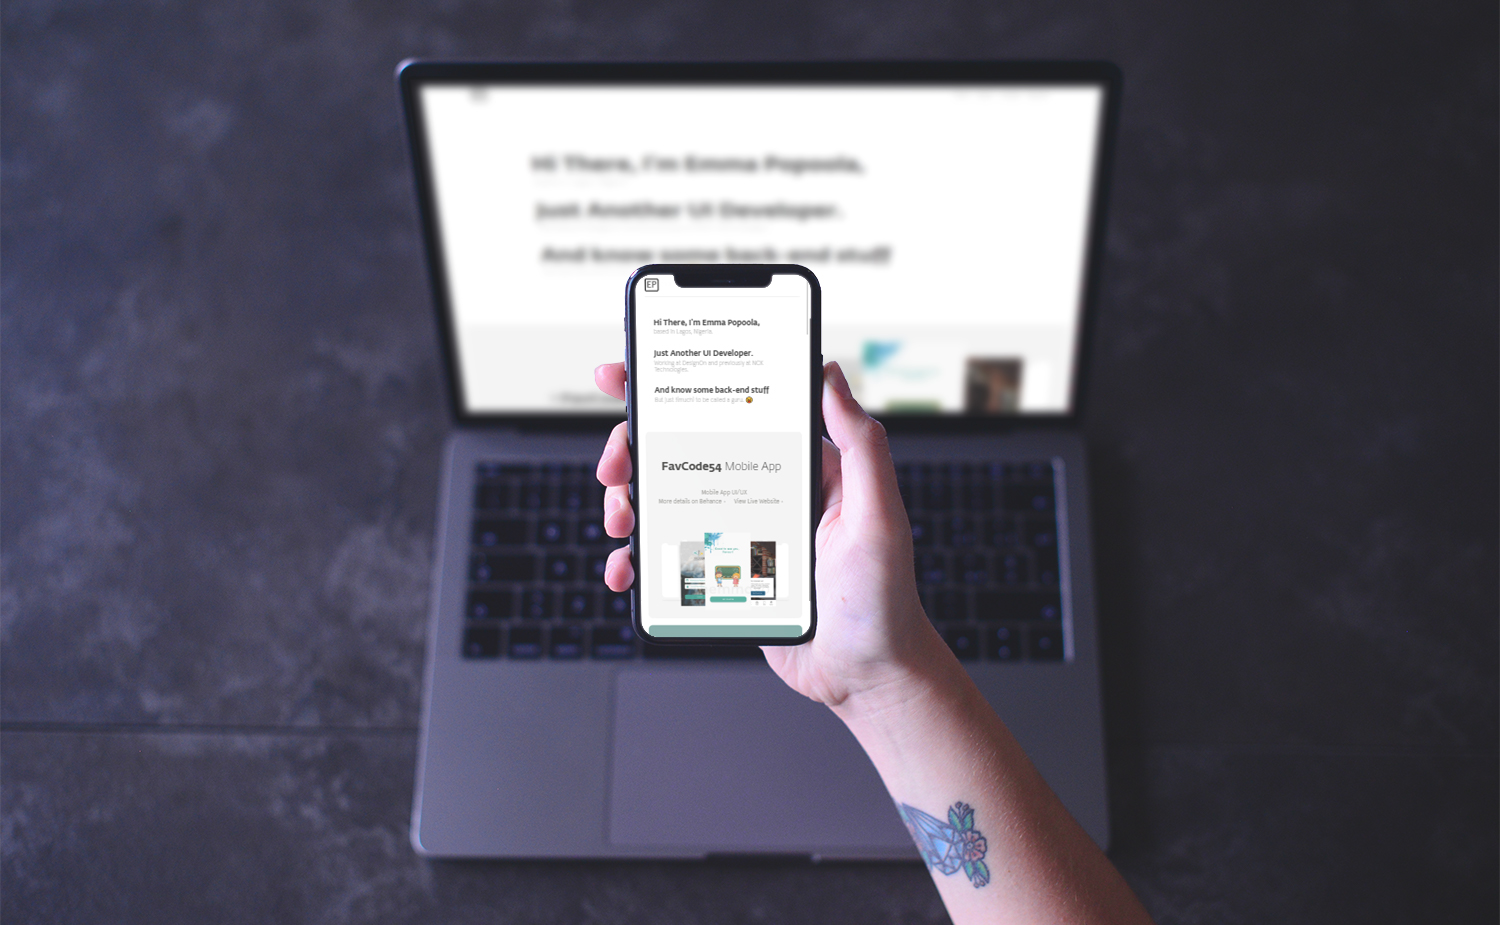 Hi There, I'm Emma Popoola,
Just Another UI Developer.
And know some back-end stuff
EP
Hi There, I'm Emma Popoola,
based in Lagos, Nigeria.
Just Another UI Developer.
Working at DesignOn and previously at
Technologies.
And know some back-end stuff
But just to be called a guru
FavCode54 Mobile App
Mobile App UI/UX
More details on Behance
View Live Website